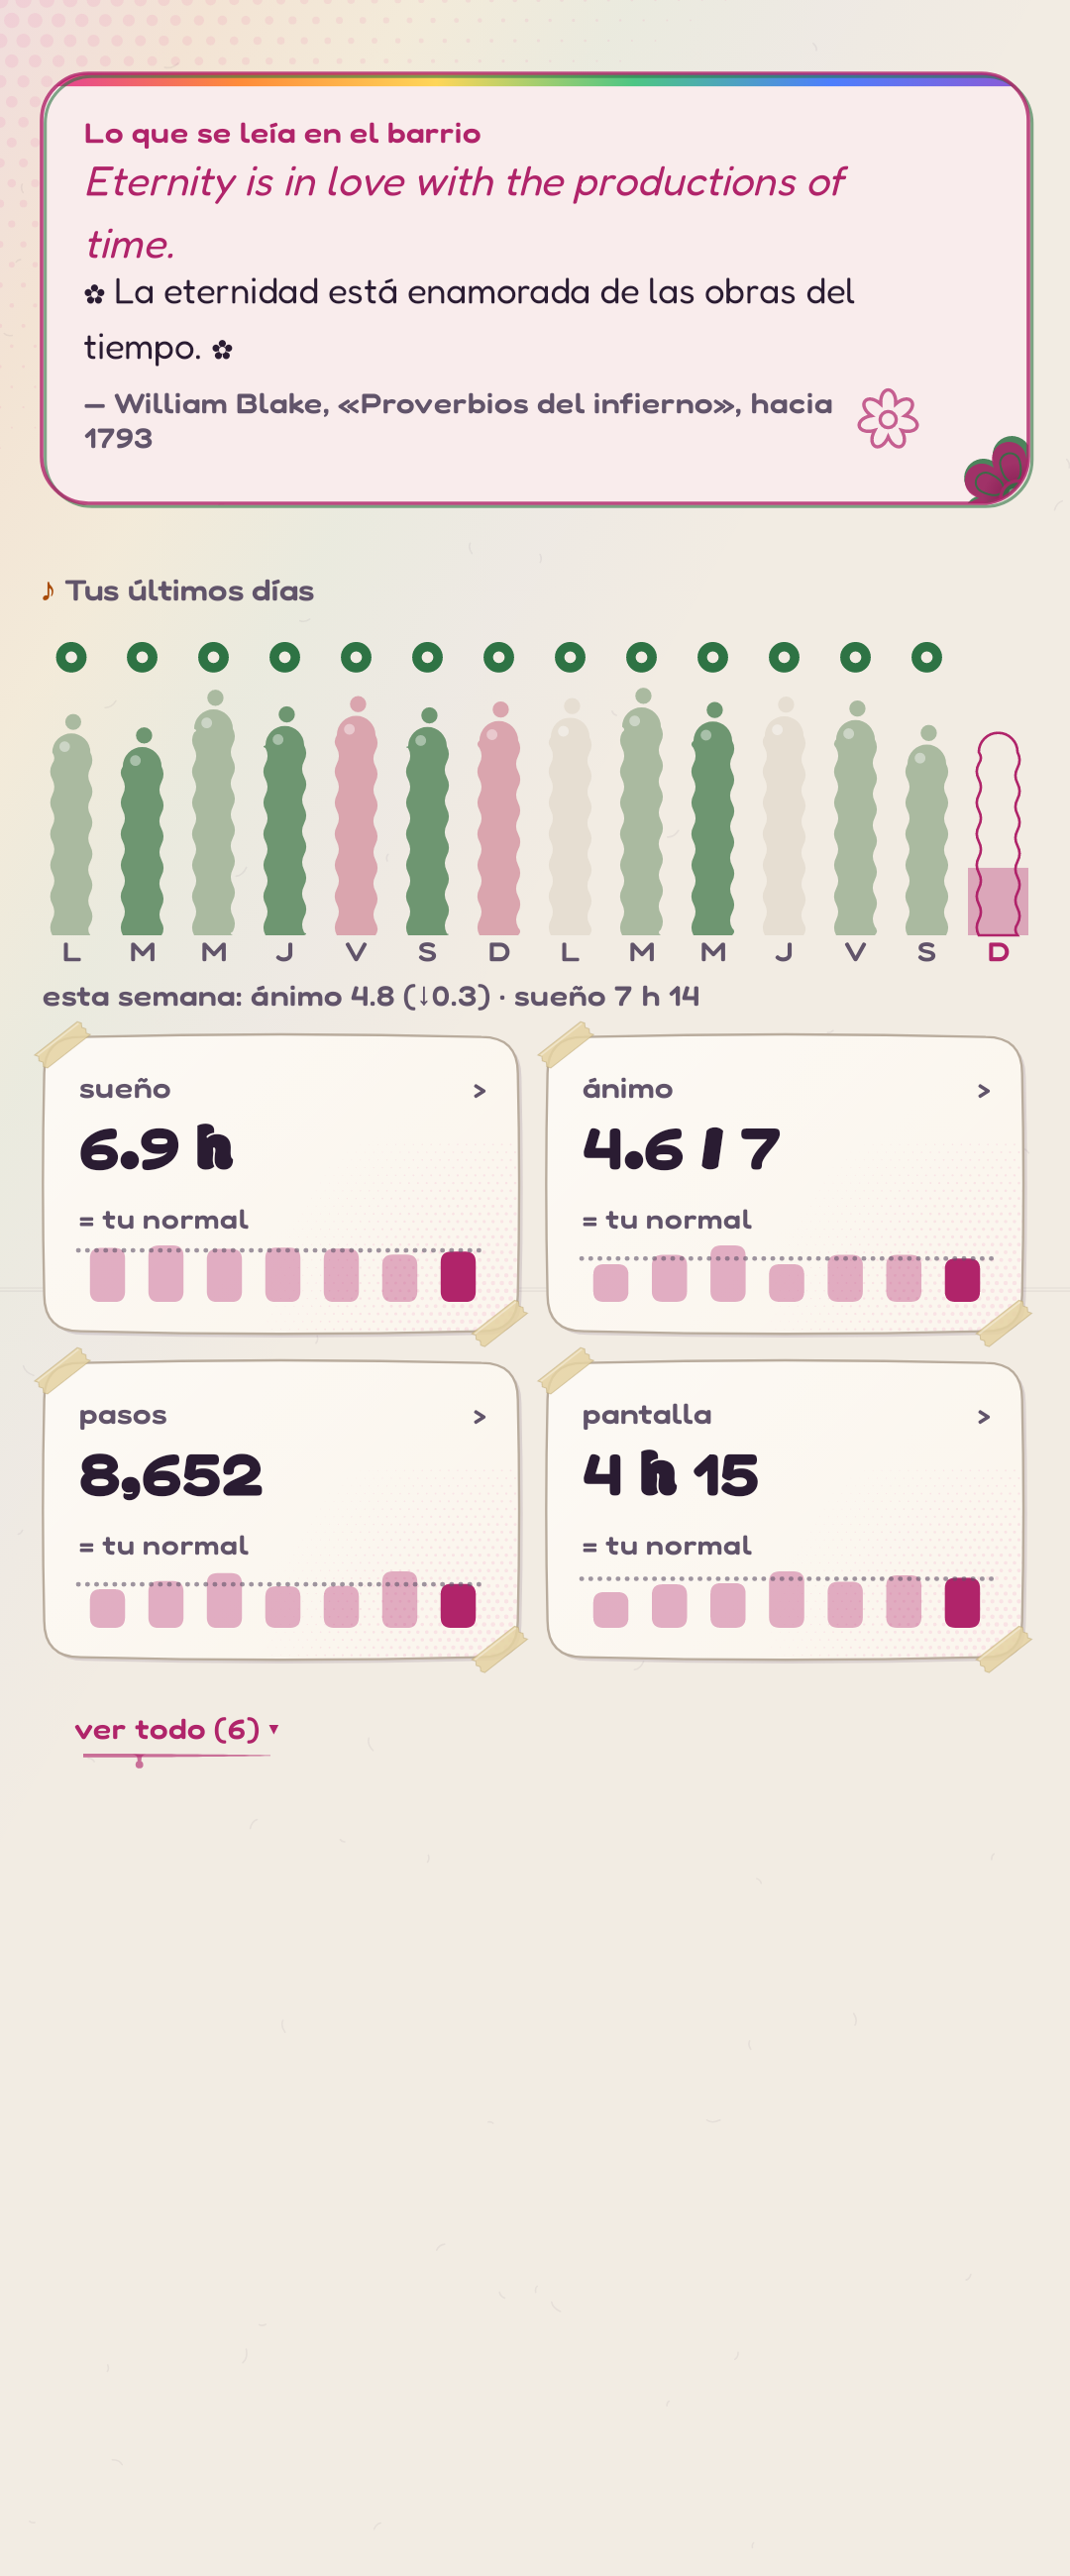 Lo que se leía en el barrio
Eternity is in love with the productions of
time.
✿ La eternidad está enamorada de las obras del
tiempo. ✿
— William Blake, «Proverbios del infierno», hacia
1793
♪ Tus últimos días
L M M J V S D L M M J V S D
esta semana: ánimo 4.8 (↓0.3) · sueño 7 h 14
sueño >
6.9 h
= tu normal
ánimo >
4.6 / 7
= tu normal
pasos >
8,652
= tu normal
pantalla >
4 h 15
= tu normal
ver todo (6) ▾